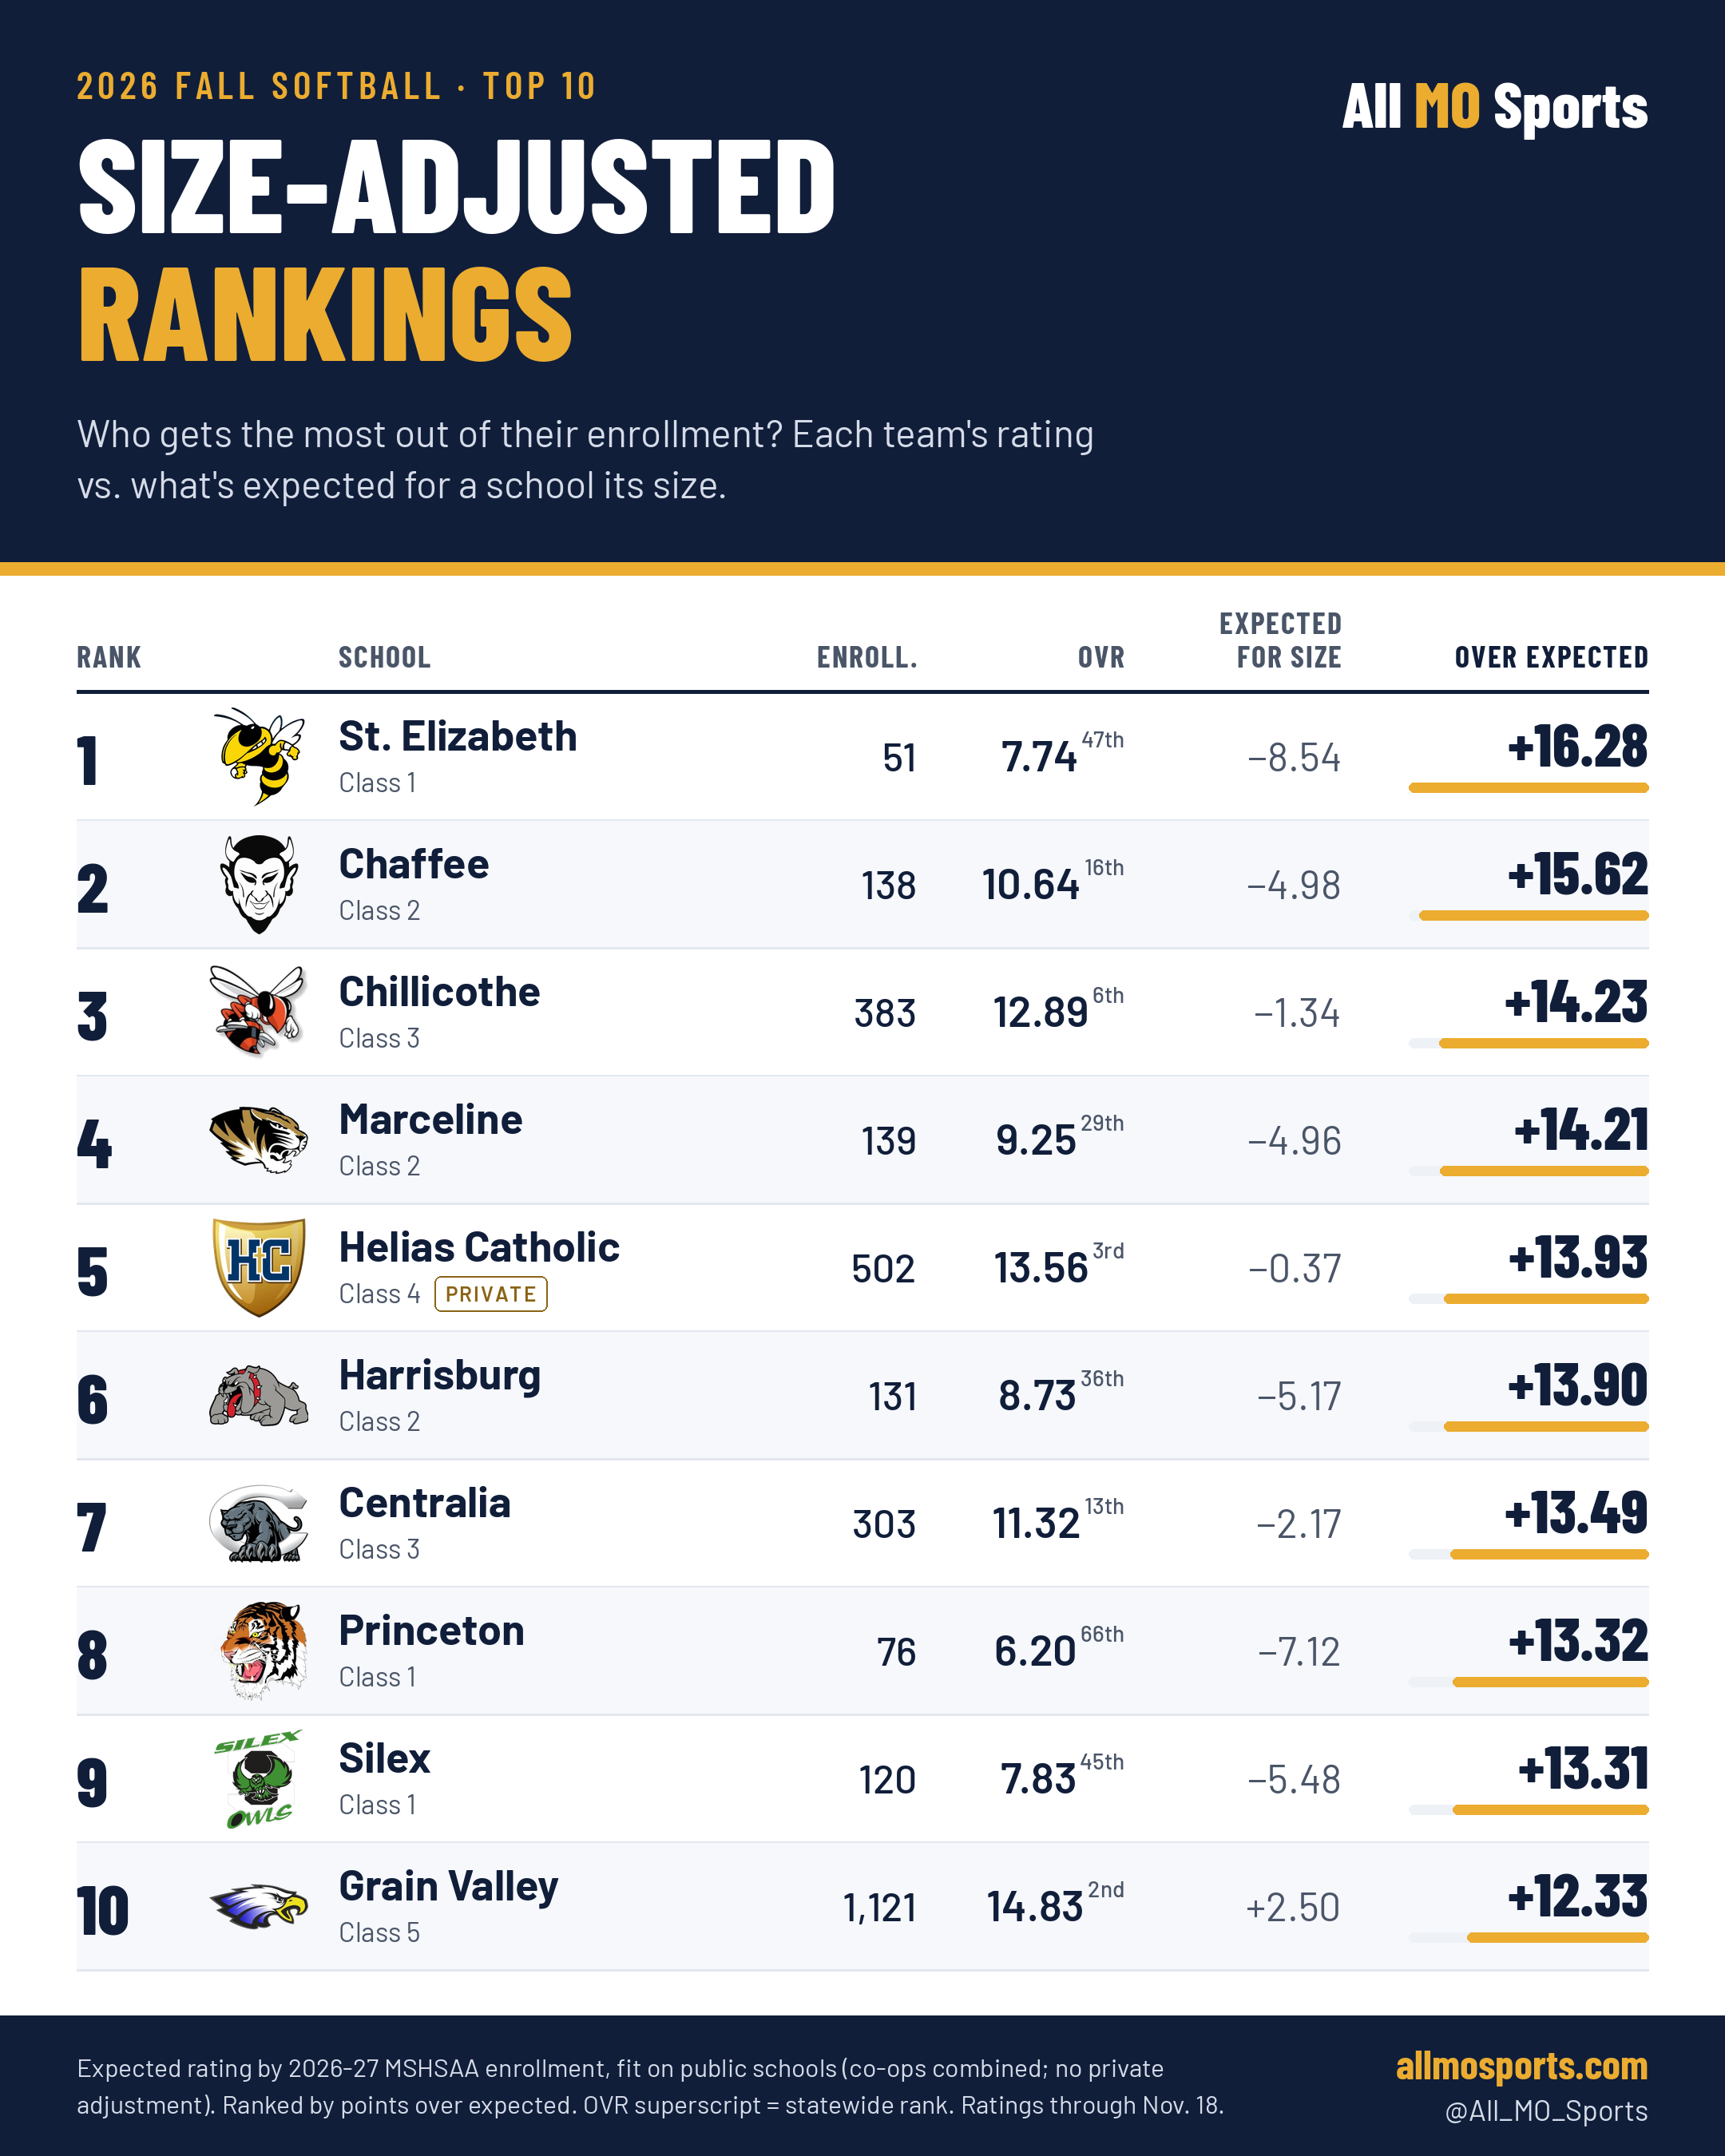 2026 FALL SOFTBALL · TOP 10
All MO Sports
SIZE-ADJUSTED
RANKINGS
Who gets the most out of their enrollment? Each team's rating
vs. what's expected for a school its size.
RANK SCHOOL ENROLL. OVR EXPECTED FOR SIZE OVER EXPECTED
1 St. Elizabeth 51 7.74 47th −8.54 +16.28
Class 1
2 Chaffee 138 10.64 16th −4.98 +15.62
Class 2
3 Chillicothe 383 12.89 6th −1.34 +14.23
Class 3
4 Marceline 139 9.25 29th −4.96 +14.21
Class 2
5 HC Helias Catholic 502 13.56 3rd −0.37 +13.93
Class 4 PRIVATE
6 Harrisburg 131 8.73 36th −5.17 +13.90
Class 2
7 C Centralia 303 11.32 13th −2.17 +13.49
Class 3
8 Princeton 76 6.20 66th −7.12 +13.32
Class 1
9 SILEX OWLS Silex 120 7.83 45th −5.48 +13.31
Class 1
10 Grain Valley 1,121 14.83 2nd +2.50 +12.33
Class 5
Expected rating by 2026-27 MSHSAA enrollment, fit on public schools (co-ops combined; no private
adjustment). Ranked by points over expected. OVR superscript = statewide rank. Ratings through Nov. 18.
allmosports.com
@All_MO_Sports